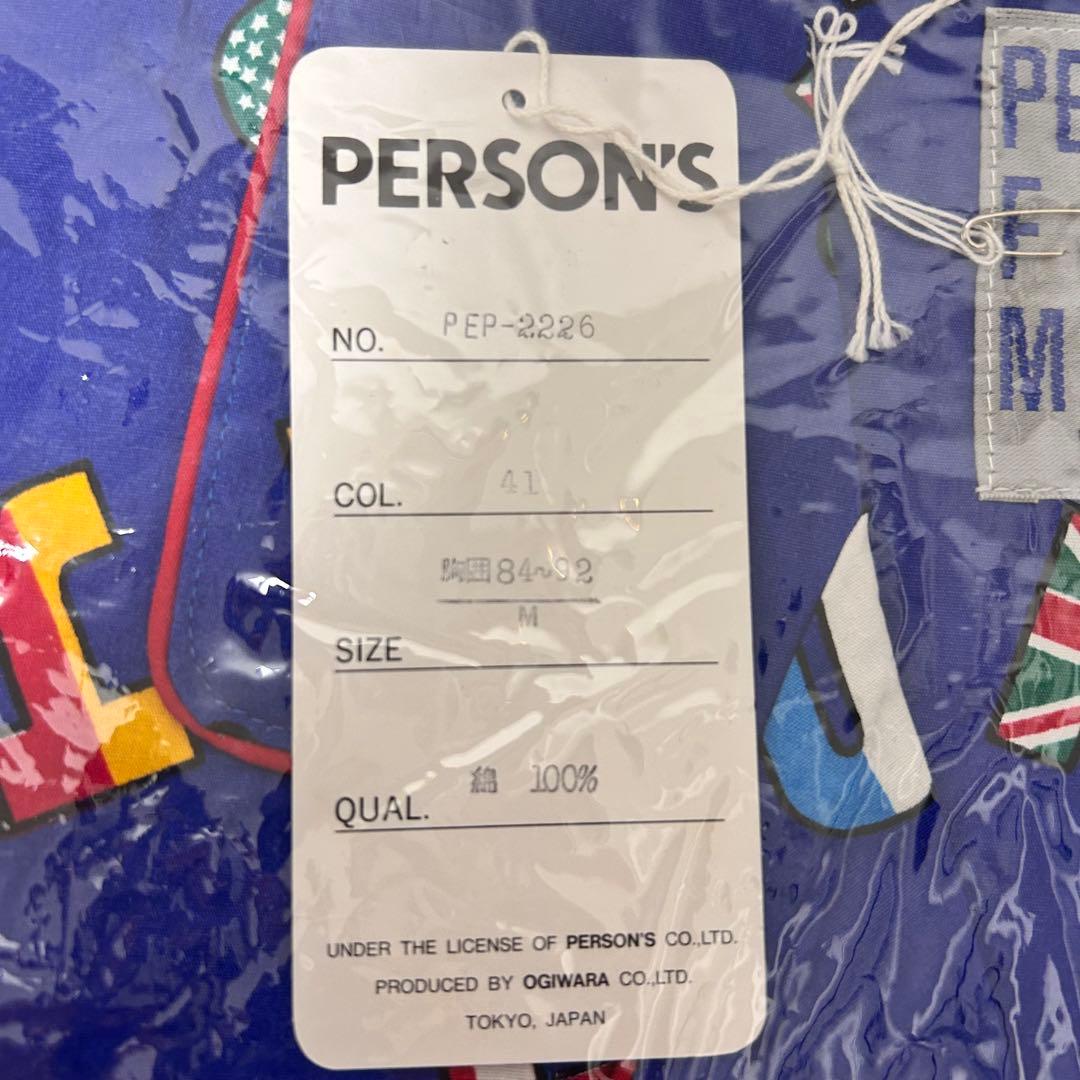 PERSON'S
NO. PEP-2226
COL. 41
胸囲84~92
M
SIZE
QUAL. 綿 100%
UNDER THE LICENSE OF PERSON'S CO.,LTD.
PRODUCED BY OGIWARA CO.,LTD.
TOKYO, JAPAN
PE
F
M